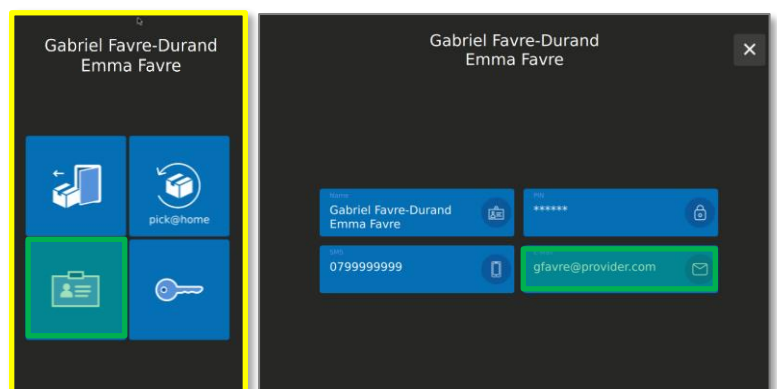 Gabriel Favre-Durand
Emma Favre
pick@home
Gabriel Favre-Durand
Emma Favre
Name
Gabriel Favre-Durand
Emma Favre
PIN
******
SMS
0799999999
gfavre@provider.com